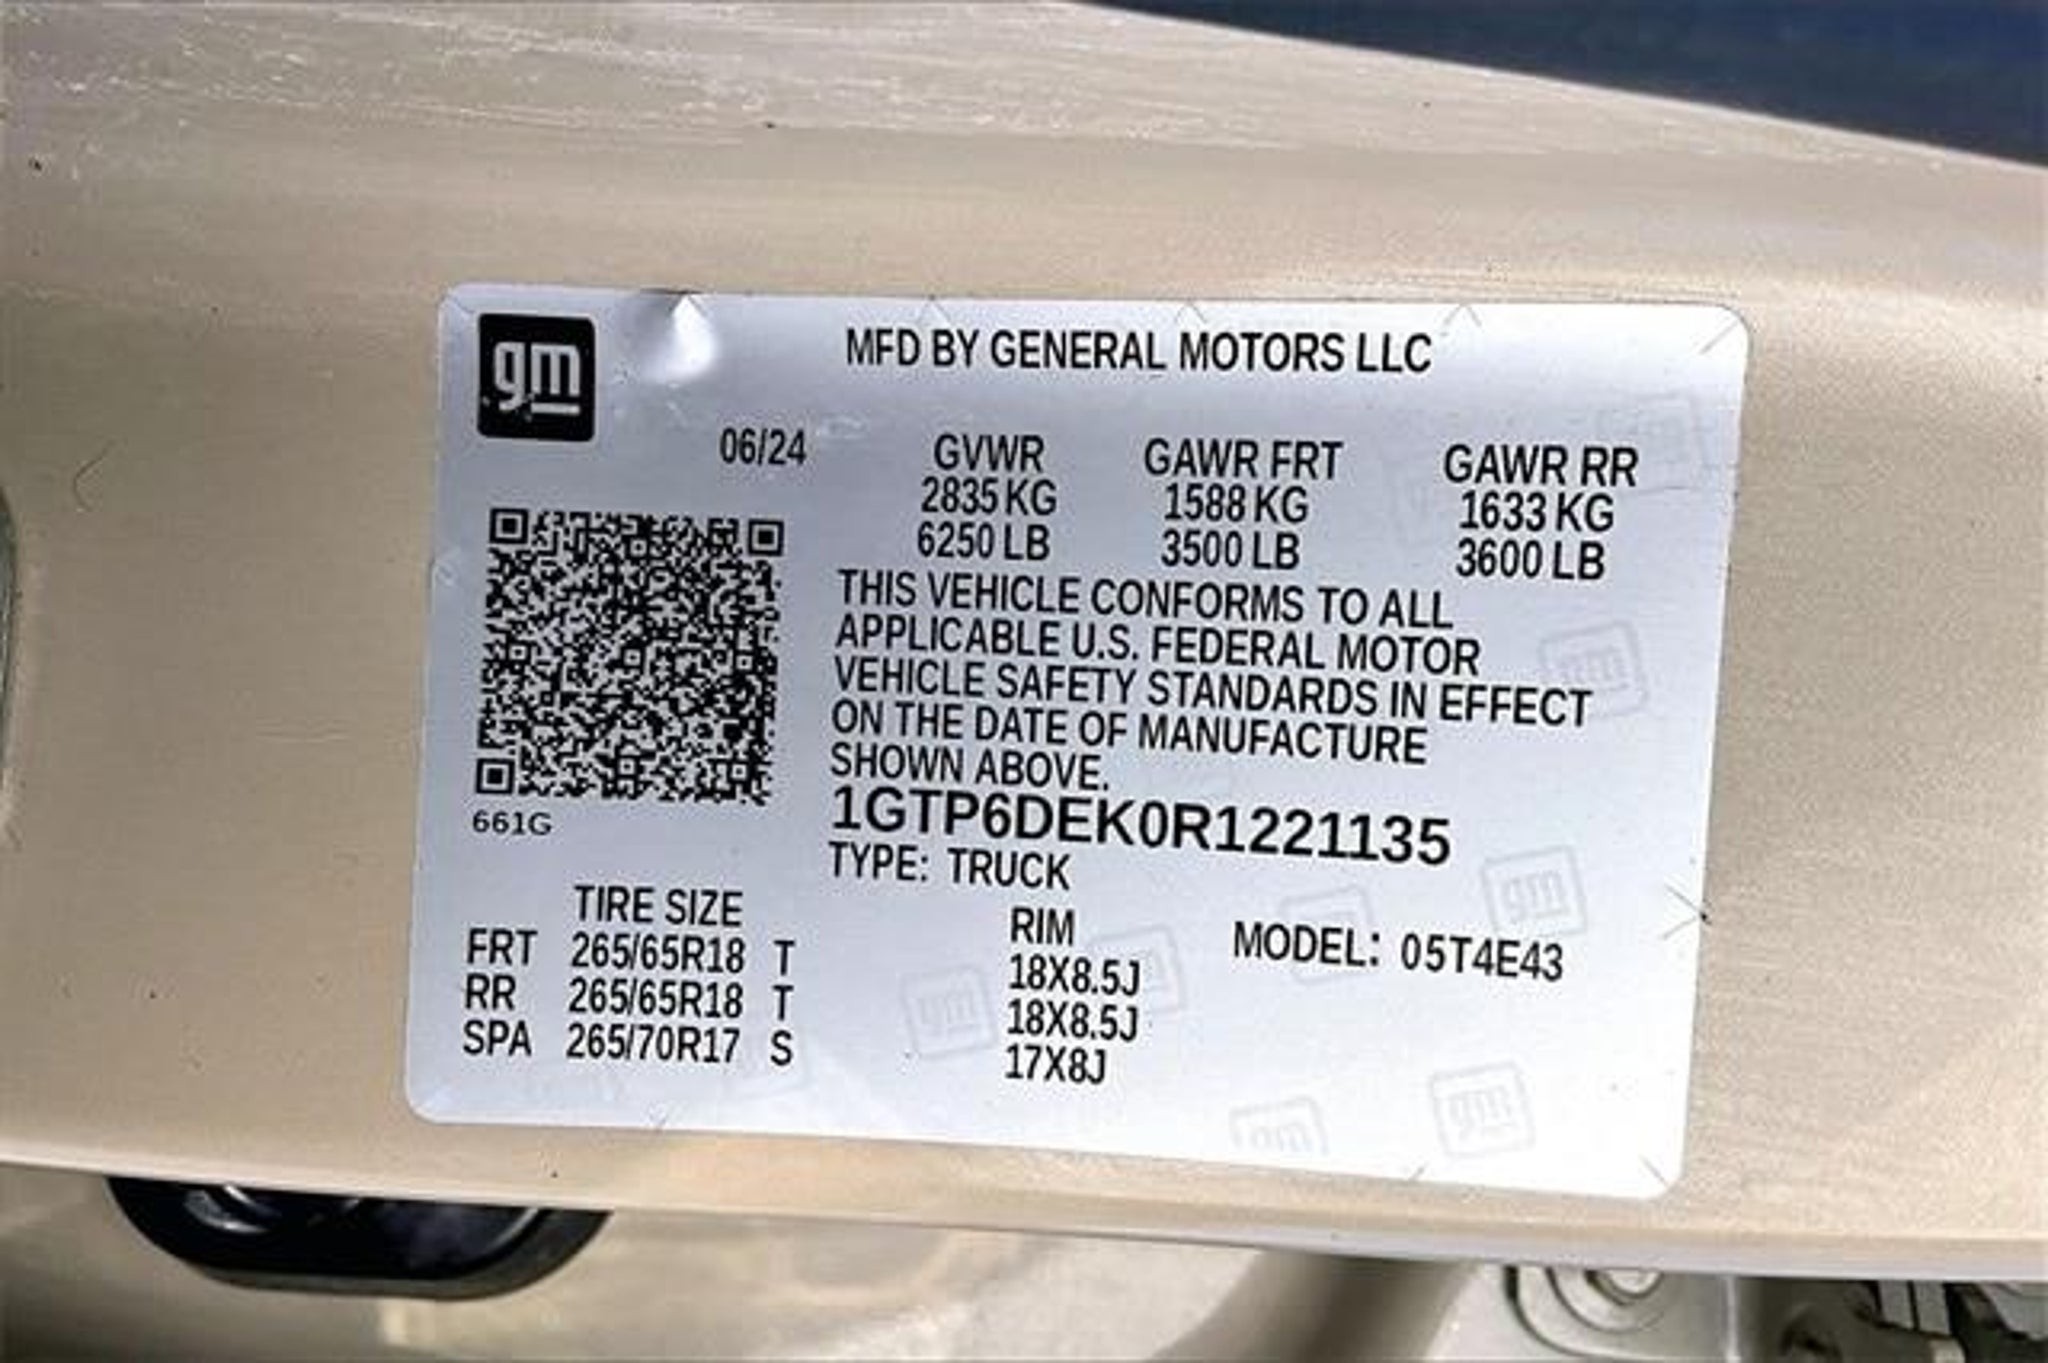 gm
MFD BY GENERAL MOTORS LLC
06/24
GVWR GAWR FRT GAWR RR
2835 KG 1588 KG 1633 KG
6250 LB 3500 LB 3600 LB
THIS VEHICLE CONFORMS TO ALL
APPLICABLE U.S. FEDERAL MOTOR
VEHICLE SAFETY STANDARDS IN EFFECT
ON THE DATE OF MANUFACTURE
SHOWN ABOVE.
1GTP6DEK0R1221135
661G
TYPE: TRUCK
TIRE SIZE RIM MODEL: 05T4E43
FRT 265/65R18 T 18X8.5J
RR 265/65R18 T 18X8.5J
SPA 265/70R17 S 17X8J